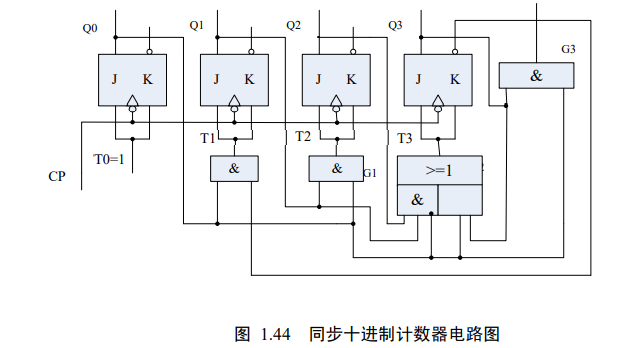 Q0 Q1 Q2 Q3 G3
J K J K J K J K &
T1 T2 T3
T0=1
CP & & G1 >=1
&
图 1.44 同步十进制计数器电路图